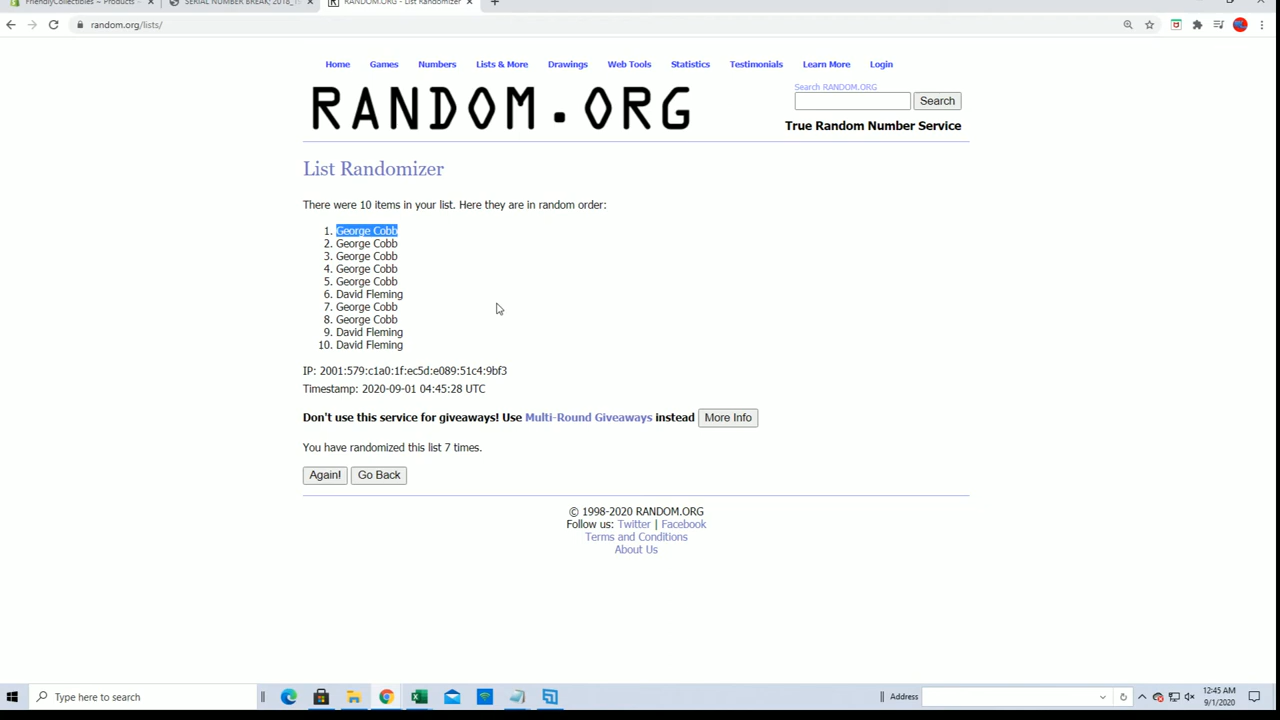 FriendlyCollectibles ~ Products
SERIAL NUMBER BREAK; 2018_1
RANDOM.ORG - List Randomizer
random.org/lists/
Home Games Numbers Lists & More Drawings Web Tools Statistics Testimonials Learn More Login
Search RANDOM.ORG
RANDOM.ORG
Search
True Random Number Service
List Randomizer
There were 10 items in your list. Here they are in random order:
1. George Cobb
2. George Cobb
3. George Cobb
4. George Cobb
5. George Cobb
6. David Fleming
7. George Cobb
8. George Cobb
9. David Fleming
10. David Fleming
IP: 2001:579:c1a0:1f:ec5d:e089:51c4:9bf3
Timestamp: 2020-09-01 04:45:28 UTC
Don't use this service for giveaways! Use Multi-Round Giveaways instead More Info
You have randomized this list 7 times.
Again! Go Back
© 1998-2020 RANDOM.ORG
Follow us: Twitter | Facebook
Terms and Conditions
About Us
Type here to search
Address
12:45 AM
9/1/2020